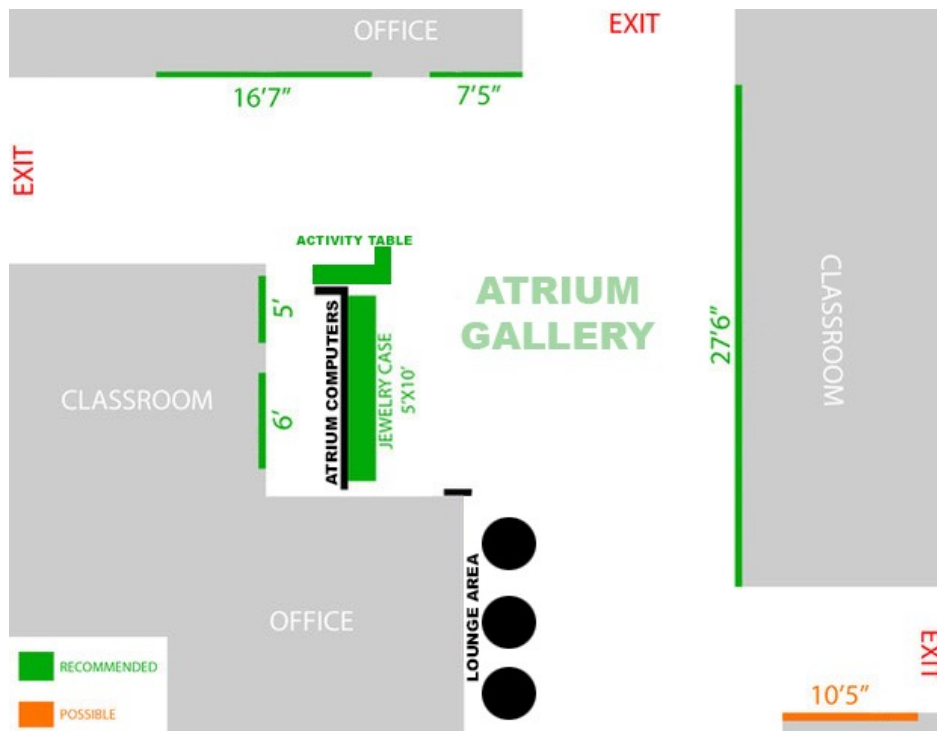 OFFICE
EXIT
16'7"
7'5"
EXIT
ACTIVITY TABLE
ATRIUM
GALLERY
CLASSROOM
5'
ATRIUM COMPUTERS
JEWELRY CASE
5'X10'
27'6"
CLASSROOM
6'
LOUNGE AREA
OFFICE
EXIT
RECOMMENDED
POSSIBLE
10'5"